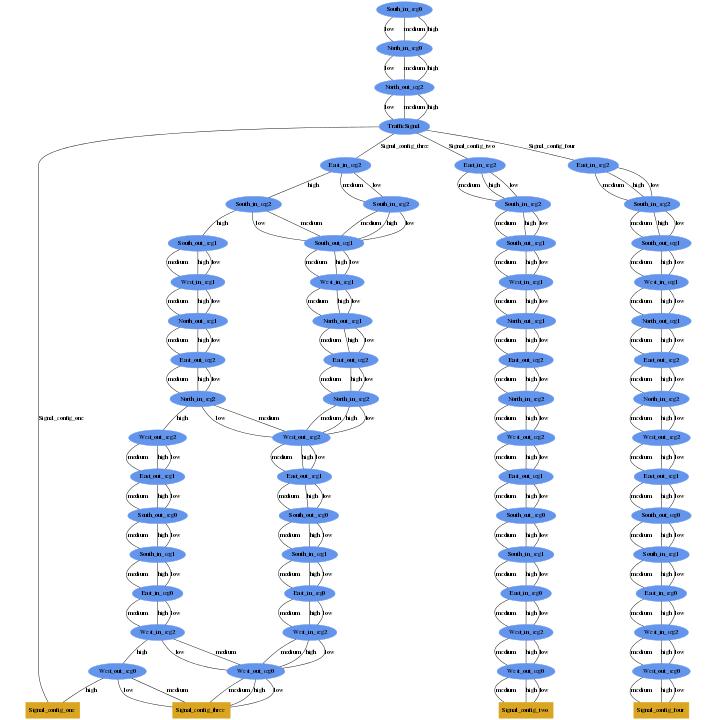 South_in_seg0
low medium high
North_in_seg0
low medium high
North_out_seg2
low medium high
TrafficSignal
Signal_config_three Signal_config_two Signal_config_four
East_in_seg2 East_in_seg2 East_in_seg2
high medium low medium high low medium high low
South_in_seg2 South_in_seg2 South_out_seg2 South_in_seg2
high low medium medium high low medium high low medium high low
South_out_seg1 South_out_seg1 South_out_seg1 South_out_seg1
medium high low medium high low medium high low medium high low
West_in_seg1 West_in_seg1 West_in_seg1 West_in_seg1
medium high low medium high low medium high low medium high low
North_out_seg1 North_out_seg1 North_out_seg1 North_out_seg1
medium high low medium high low medium high low medium high low
East_out_seg2 East_out_seg2 East_out_seg2 East_out_seg2
medium high low medium high low medium high low medium high low
North_in_seg2 North_in_seg2 North_in_seg2 North_in_seg2
Signal_config_one high low medium medium high low medium high low medium high low
West_out_seg2 West_out_seg2 West_out_seg2 West_out_seg2
medium high low medium high low medium high low medium high low
East_out_seg1 East_out_seg1 East_out_seg1 East_out_seg1
medium high low medium high low medium high low medium high low
South_out_seg0 South_out_seg0 South_out_seg0 South_out_seg0
medium high low medium high low medium high low medium high low
South_in_seg1 South_in_seg1 South_in_seg1 South_in_seg1
medium high low medium high low medium high low medium high low
East_in_seg0 East_in_seg0 East_in_seg0 East_in_seg0
medium high low medium high low medium high low medium high low
West_in_seg2 West_in_seg2 West_in_seg2 West_in_seg2
high low medium medium high low medium high low medium high low
West_out_seg0 West_out_seg0 West_out_seg0 West_out_seg0
high low medium medium high low medium high low medium high low
Signal_config_one Signal_config_three Signal_config_two Signal_config_four